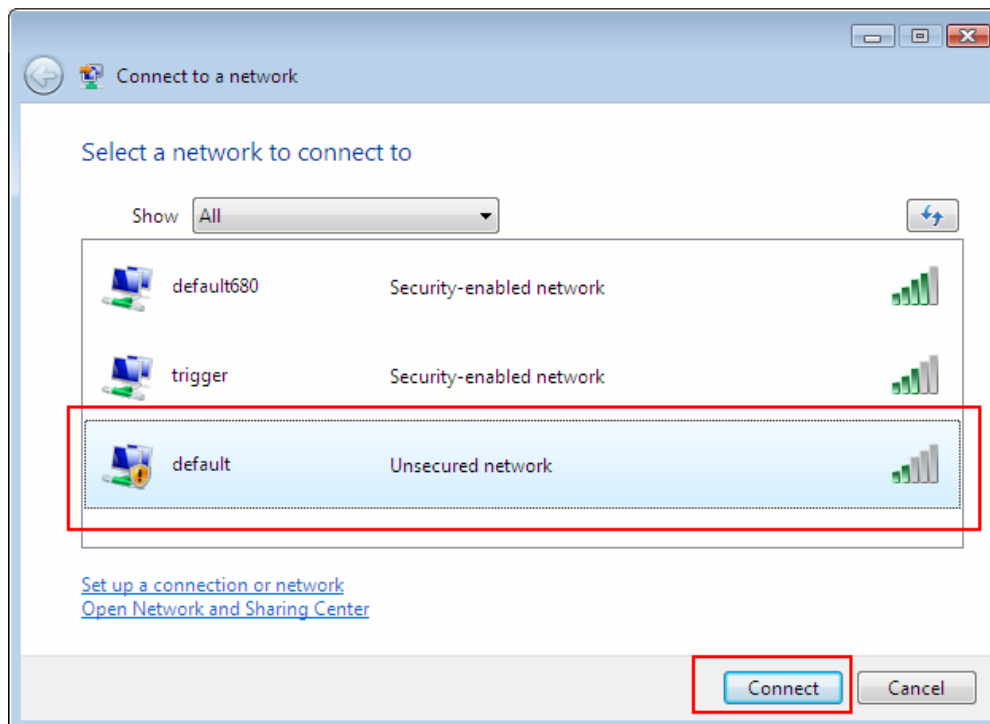 Connect to a network
Select a network to connect to
Show All
default680 Security-enabled network
trigger Security-enabled network
default Unsecured network
Set up a connection or network
Open Network and Sharing Center
Connect Cancel